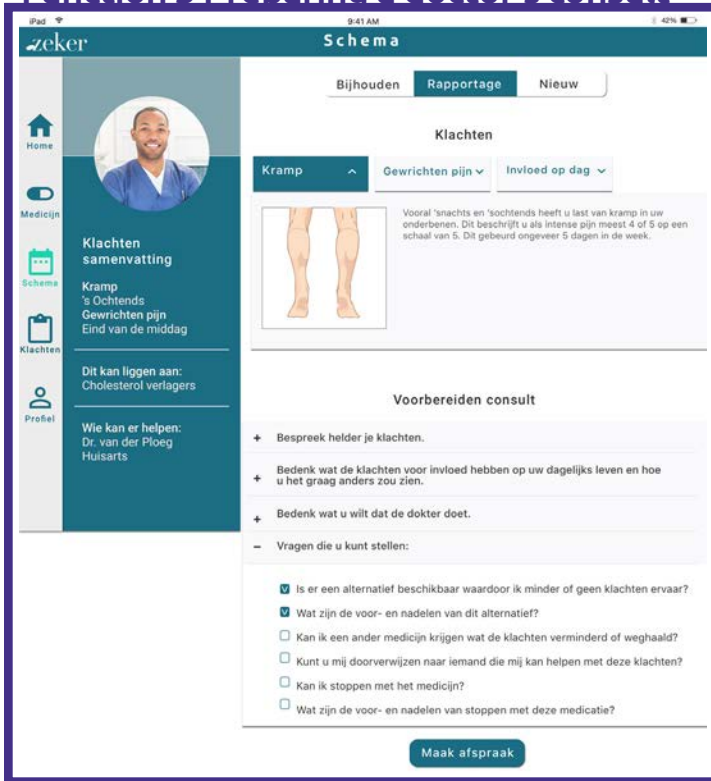 iPad
9:41 AM
42%
zeker
Schema
Bijhouden
Rapportage
Nieuw
Home
Medicijn
Schema
Klachten
Profiel
Klachten
samenvatting
Kramp
's Ochtends
Gewrichten pijn
Eind van de middag
Dit kan liggen aan:
Cholesterol verlagers
Wie kan er helpen:
Dr. van der Ploeg
Huisarts
Klachten
Kramp
Gewrichten pijn
Invloed op dag
Vooral 'snachts en 'sochtends heeft u last van kramp in uw
onderbenen. Dit beschrijft u als intense pijn meest 4 of 5 op een
schaal van 5. Dit gebeurd ongeveer 5 dagen in de week.
Voorbereiden consult
+ Bespreek helder je klachten.
+ Bedenk wat de klachten voor invloed hebben op uw dagelijks leven en hoe
u het graag anders zou zien.
+ Bedenk wat u wilt dat de dokter doet.
– Vragen die u kunt stellen:
Is er een alternatief beschikbaar waardoor ik minder of geen klachten ervaar?
Wat zijn de voor- en nadelen van dit alternatief?
Kan ik een ander medicijn krijgen wat de klachten verminderd of weghaald?
Kunt u mij doorverwijzen naar iemand die mij kan helpen met deze klachten?
Kan ik stoppen met het medicijn?
Wat zijn de voor- en nadelen van stoppen met deze medicatie?
Maak afspraak